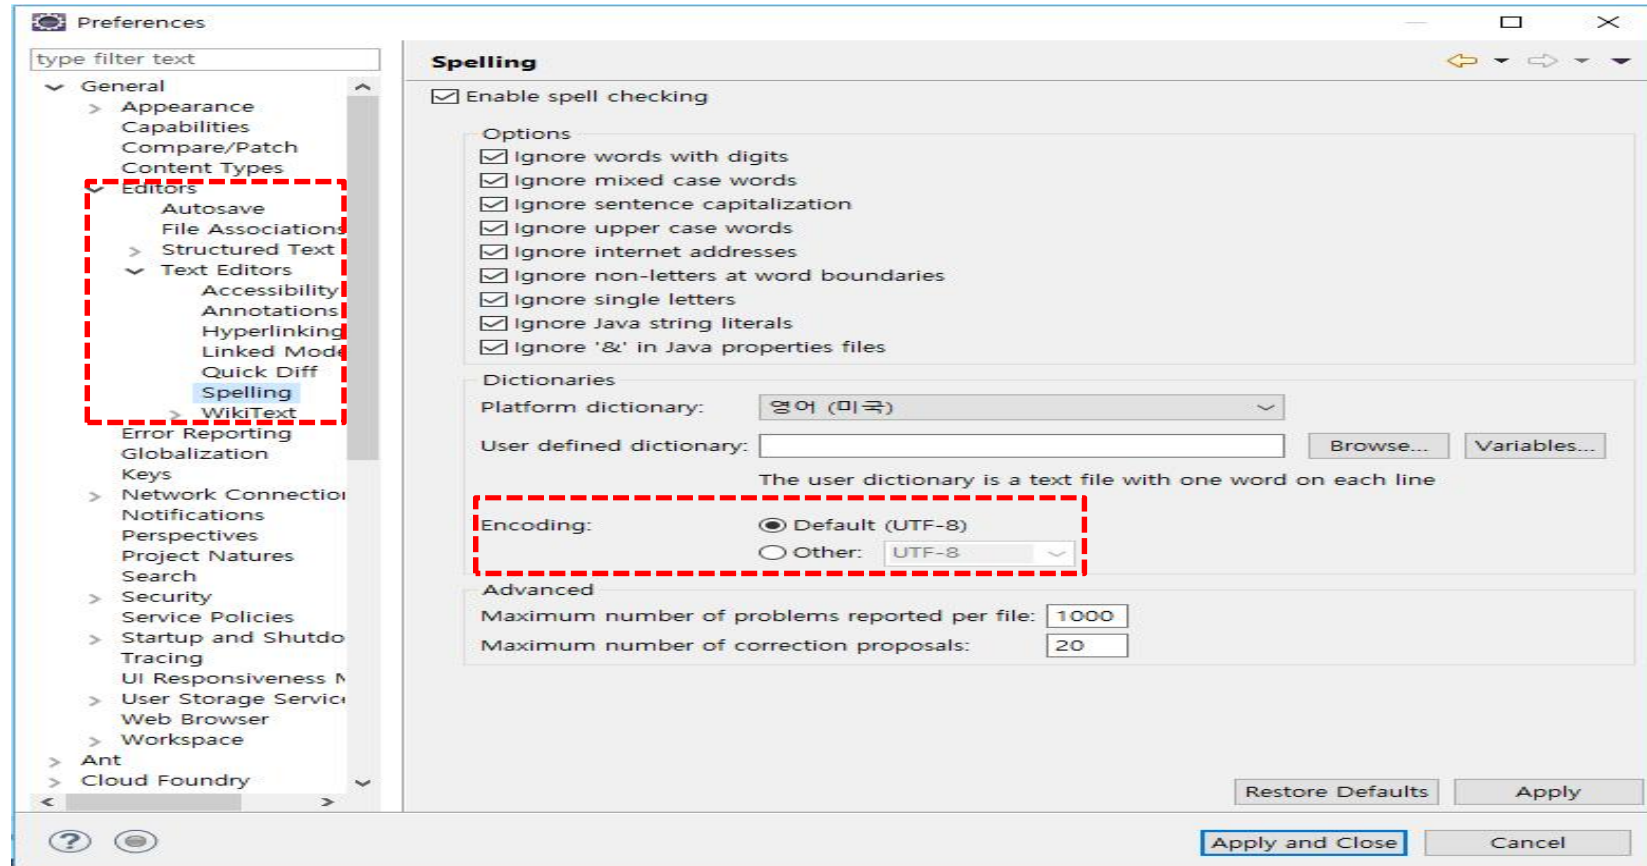 Preferences
type filter text
General
Appearance
Capabilities
Compare/Patch
Content Types
Editors
Autosave
File Associations
Structured Text
Text Editors
Accessibility
Annotations
Hyperlinking
Linked Mode
Quick Diff
Spelling
WikiText
Error Reporting
Globalization
Keys
Network Connection
Notifications
Perspectives
Project Natures
Search
Security
Service Policies
Startup and Shutdo
Tracing
UI Responsiveness M
User Storage Service
Web Browser
Workspace
Ant
Cloud Foundry
Spelling
Enable spell checking
Options
Ignore words with digits
Ignore mixed case words
Ignore sentence capitalization
Ignore upper case words
Ignore internet addresses
Ignore non-letters at word boundaries
Ignore single letters
Ignore Java string literals
Ignore '&' in Java properties files
Dictionaries
Platform dictionary: 영어 (미국)
User defined dictionary: Browse... Variables...
The user dictionary is a text file with one word on each line
Encoding: Default (UTF-8)
Other: UTF-8
Advanced
Maximum number of problems reported per file: 1000
Maximum number of correction proposals: 20
Restore Defaults Apply
? Apply and Close Cancel